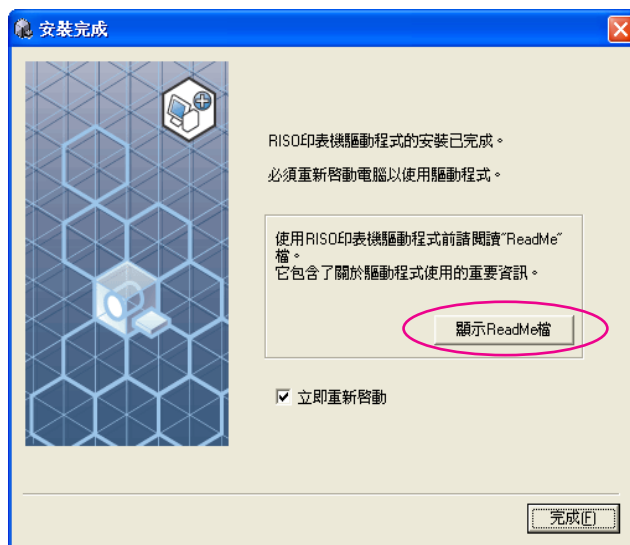 安裝完成
RISO印表機驅動程式的安裝已完成。
必須重新啓動電腦以使用驅動程式。
使用RISO印表機驅動程式前請閱讀"ReadMe"
檔。
它包含了關於驅動程式使用的重要資訊。
顯示ReadMe檔
立即重新啓動
完成(F)